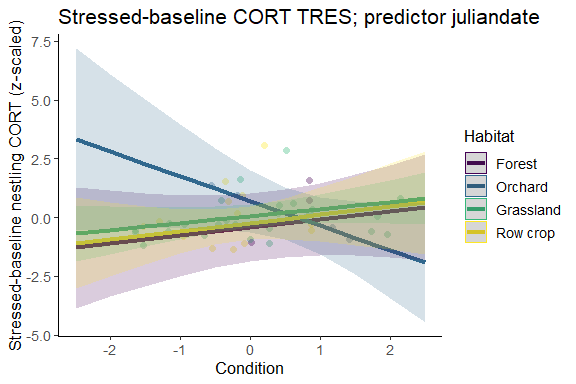 Stressed-baseline CORT TRES; predictor juliandate
Stressed-baseline nestling CORT (z-scaled)
7.5
5.0
2.5
0.0
-2.5
-5.0
-2
-1
0
1
2
Condition
Habitat
Forest
Orchard
Grassland
Row crop